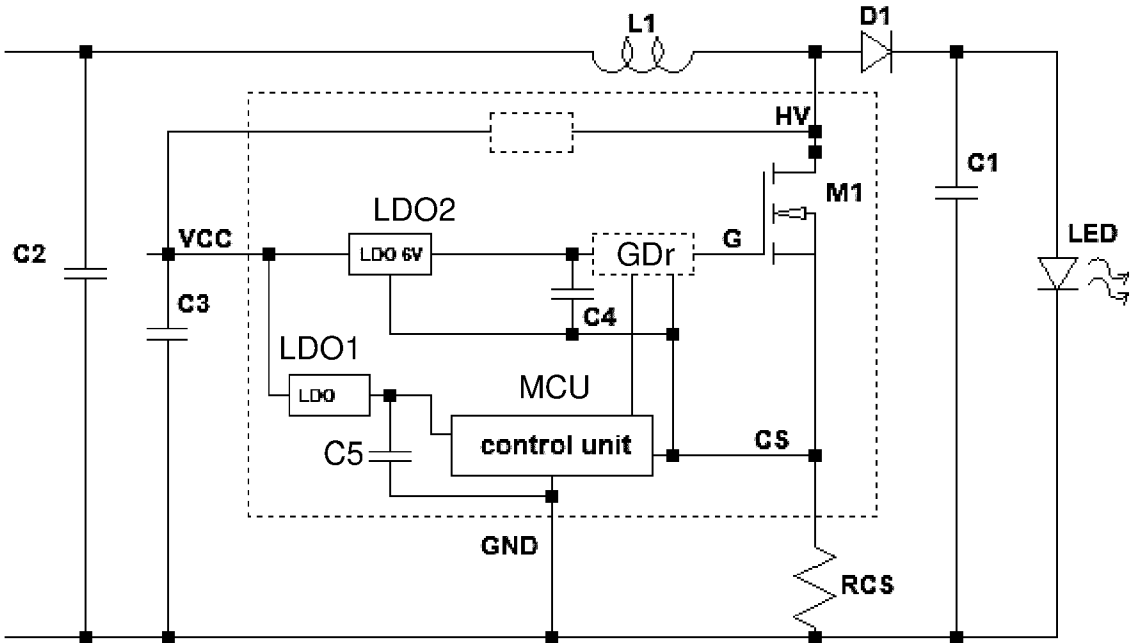 L1
D1
HV
C1
M1
LDO2
VCC
LDO 6V
GDr
G
LED
C2
C3
C4
LDO1
LDO
MCU
control unit
CS
C5
GND
RCS